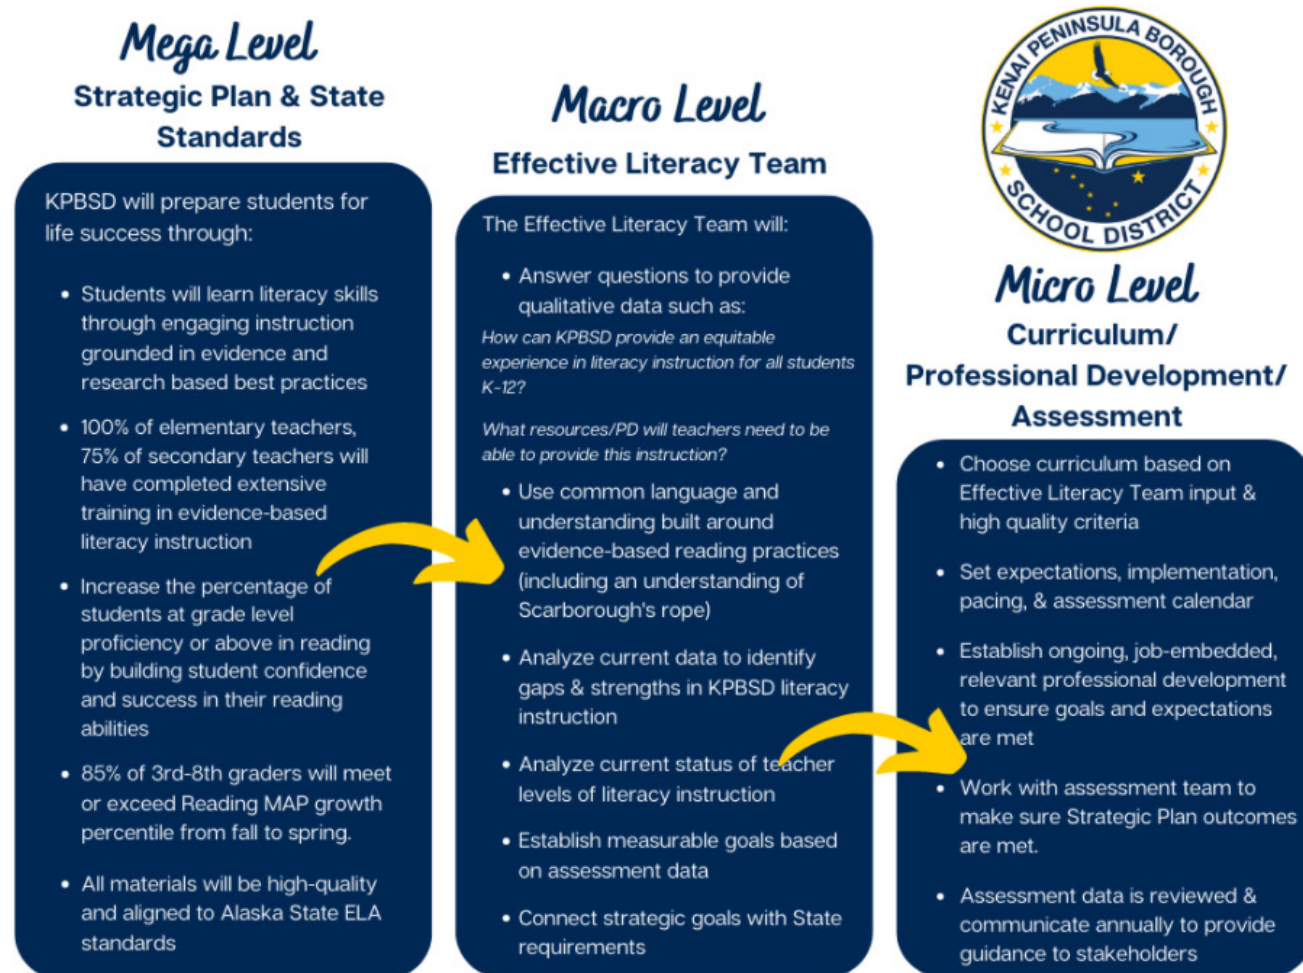 Mega Level
Strategic Plan & State
Standards
KPBSD will prepare students for
life success through:
• Students will learn literacy skills
through engaging instruction
grounded in evidence and
research based best practices
• 100% of elementary teachers,
75% of secondary teachers will
have completed extensive
training in evidence-based
literacy instruction
• Increase the percentage of
students at grade level
proficiency or above in reading
by building student confidence
and success in their reading
abilities
• 85% of 3rd-8th graders will meet
or exceed Reading MAP growth
percentile from fall to spring.
• All materials will be high-quality
and aligned to Alaska State ELA
standards
Macro Level
Effective Literacy Team
The Effective Literacy Team will:
• Answer questions to provide
qualitative data such as:
How can KPBSD provide an equitable
experience in literacy instruction for all students
K-12?
What resources/PD will teachers need to be
able to provide this instruction?
• Use common language and
understanding built around
evidence-based reading practices
(including an understanding of
Scarborough's rope)
• Analyze current data to identify
gaps & strengths in KPBSD literacy
instruction
• Analyze current status of teacher
levels of literacy instruction
• Establish measurable goals based
on assessment data
• Connect strategic goals with State
requirements
KENAI PENINSULA BOROUGH
SCHOOL DISTRICT
Micro Level
Curriculum/
Professional Development/
Assessment
• Choose curriculum based on
Effective Literacy Team input &
high quality criteria
• Set expectations, implementation,
pacing, & assessment calendar
• Establish ongoing, job-embedded,
relevant professional development
to ensure goals and expectations
are met
• Work with assessment team to
make sure Strategic Plan outcomes
are met.
• Assessment data is reviewed &
communicate annually to provide
guidance to stakeholders